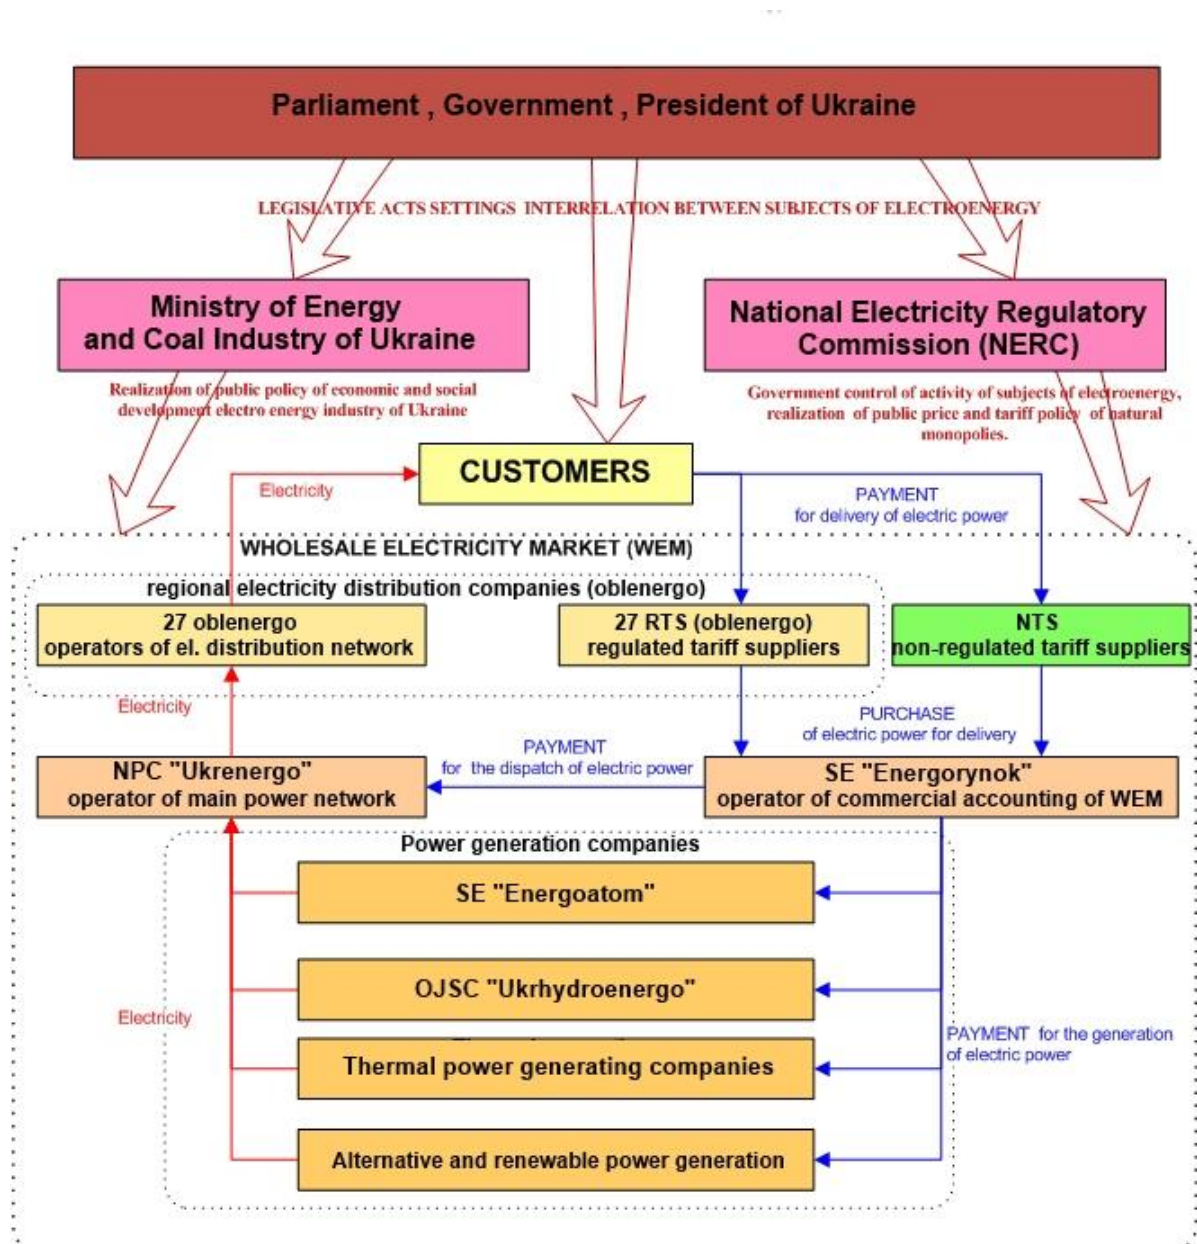 Parliament , Government , President of Ukraine
LEGISLATIVE ACTS SETTINGS INTERRELATION BETWEEN SUBJECTS OF ELECTROENERGY
Ministry of Energy
and Coal Industry of Ukraine
National Electricity Regulatory
Commission (NERC)
Realization of public policy of economic and social
development electro energy industry of Ukraine
Government control of activity of subjects of electroenergy,
realization of public price and tariff policy of natural
monopolies.
CUSTOMERS
Electricity
PAYMENT
for delivery of electric power
WHOLESALE ELECTRICITY MARKET (WEM)
regional electricity distribution companies (oblenergo)
27 oblenergo
operators of el. distribution network
27 RTS (oblenergo)
regulated tariff suppliers
NTS
non-regulated tariff suppliers
Electricity
PURCHASE
of electric power for delivery
PAYMENT
for the dispatch of electric power
NPC "Ukrenergo"
operator of main power network
SE "Energorynok"
operator of commercial accounting of WEM
Power generation companies
SE "Energoatom"
OJSC "Ukrhydroenergo"
Electricity
PAYMENT for the generation
of electric power
Thermal power generating companies
Alternative and renewable power generation